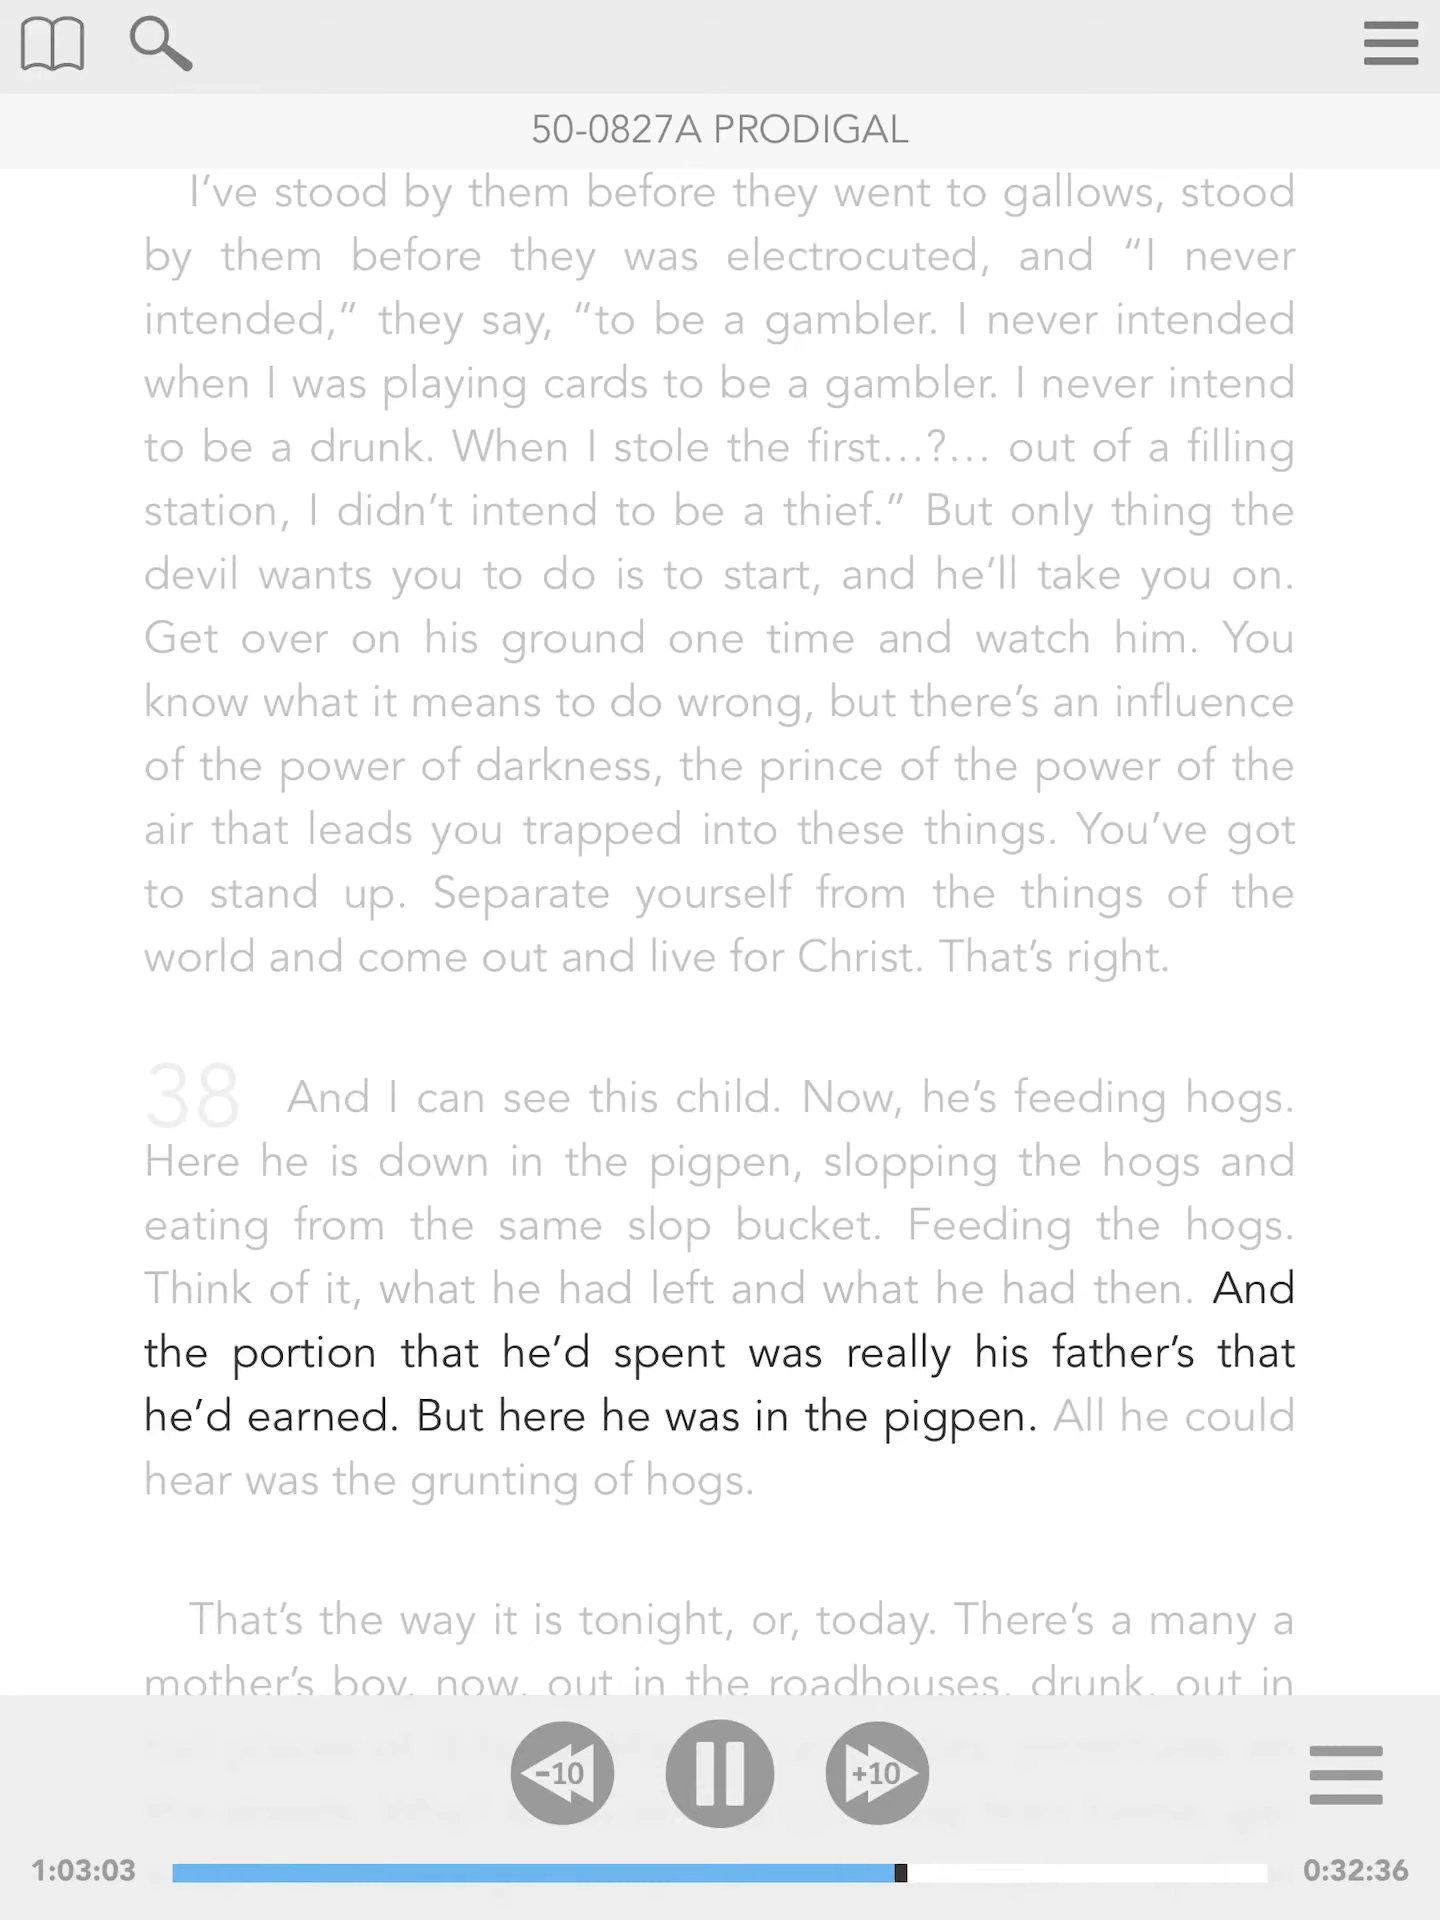 50-0827A PRODIGAL
I’ve stood by them before they went to gallows, stood
by them before they was electrocuted, and “I never
intended,” they say, “to be a gambler. I never intended
when I was playing cards to be a gambler. I never intend
to be a drunk. When I stole the first...?... out of a filling
station, I didn’t intend to be a thief.” But only thing the
devil wants you to do is to start, and he’ll take you on.
Get over on his ground one time and watch him. You
know what it means to do wrong, but there’s an influence
of the power of darkness, the prince of the power of the
air that leads you trapped into these things. You’ve got
to stand up. Separate yourself from the things of the
world and come out and live for Christ. That’s right.
38 And I can see this child. Now, he’s feeding hogs.
Here he is down in the pigpen, slopping the hogs and
eating from the same slop bucket. Feeding the hogs.
Think of it, what he had left and what he had then. And
the portion that he’d spent was really his father’s that
he’d earned. But here he was in the pigpen. All he could
hear was the grunting of hogs.
That’s the way it is tonight, or, today. There’s a many a
mother’s boy, now, out in the roadhouses, drunk, out in
-10 +10
1:03:03 0:32:36